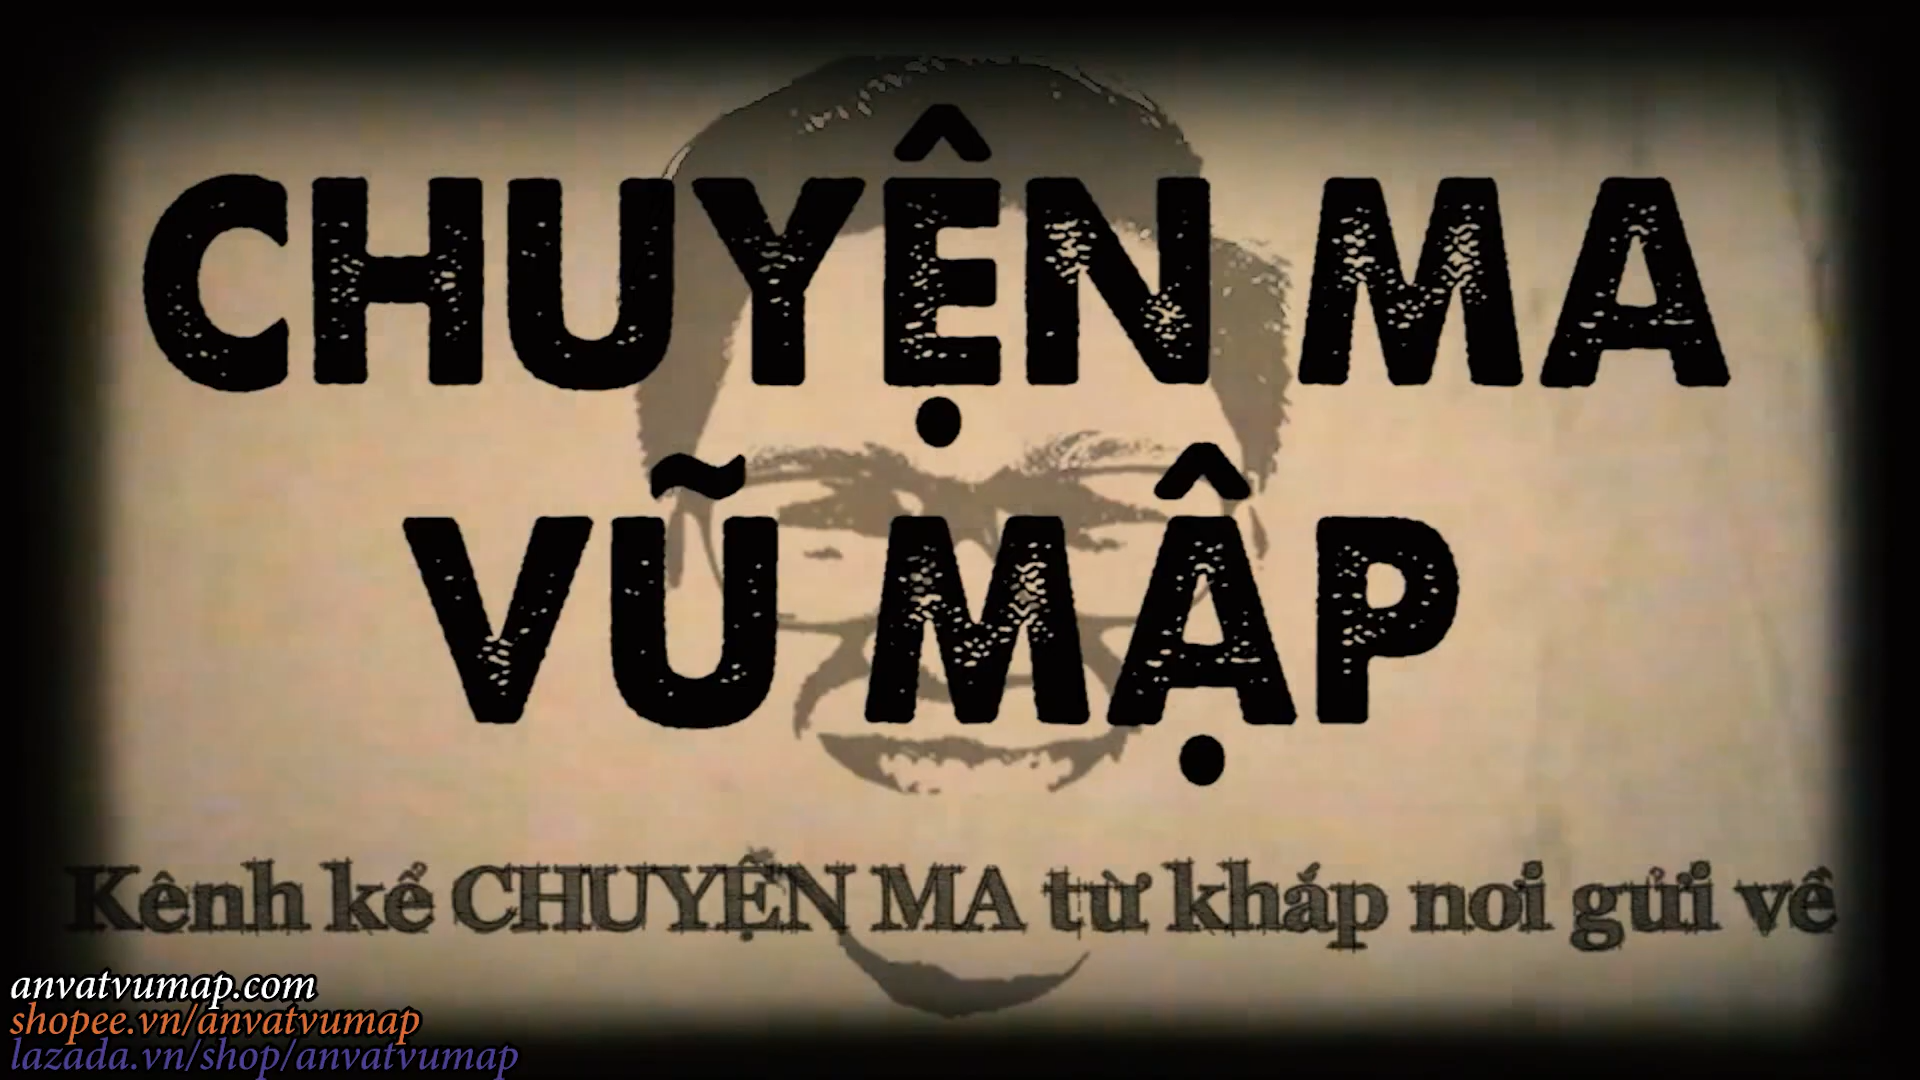 CHUYỆN MA
VŨ MẬP
Kênh kể CHUYỆN MA từ khắp nơi gửi về
anvatvumap.com
shopee.vn/anvatvumap
lazada.vn/shop/anvatvumap